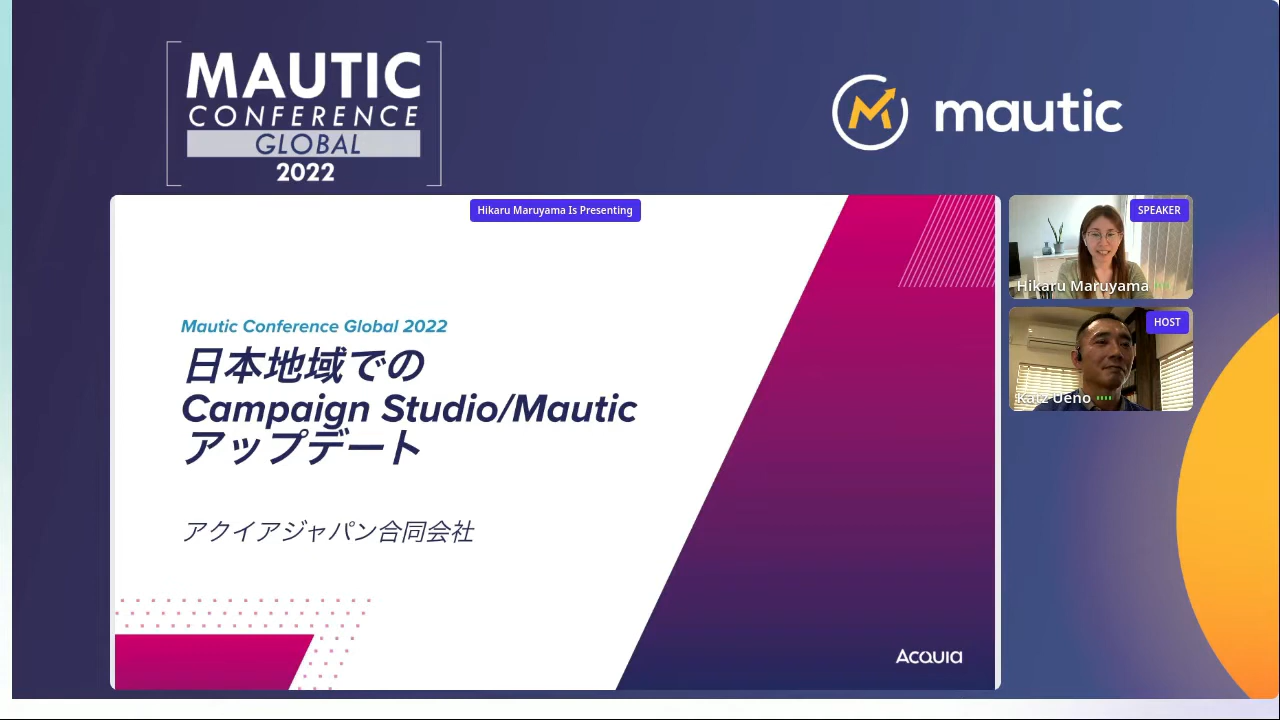 MAUTIC
CONFERENCE
GLOBAL
2022
mautic
Hikaru Maruyama Is Presenting
Mautic Conference Global 2022
日本地域での
Campaign Studio/Mautic
アップデート
アクイアジャパン合同会社
Acquia
SPEAKER
Hikaru Maruyama
HOST
Katz Ueno